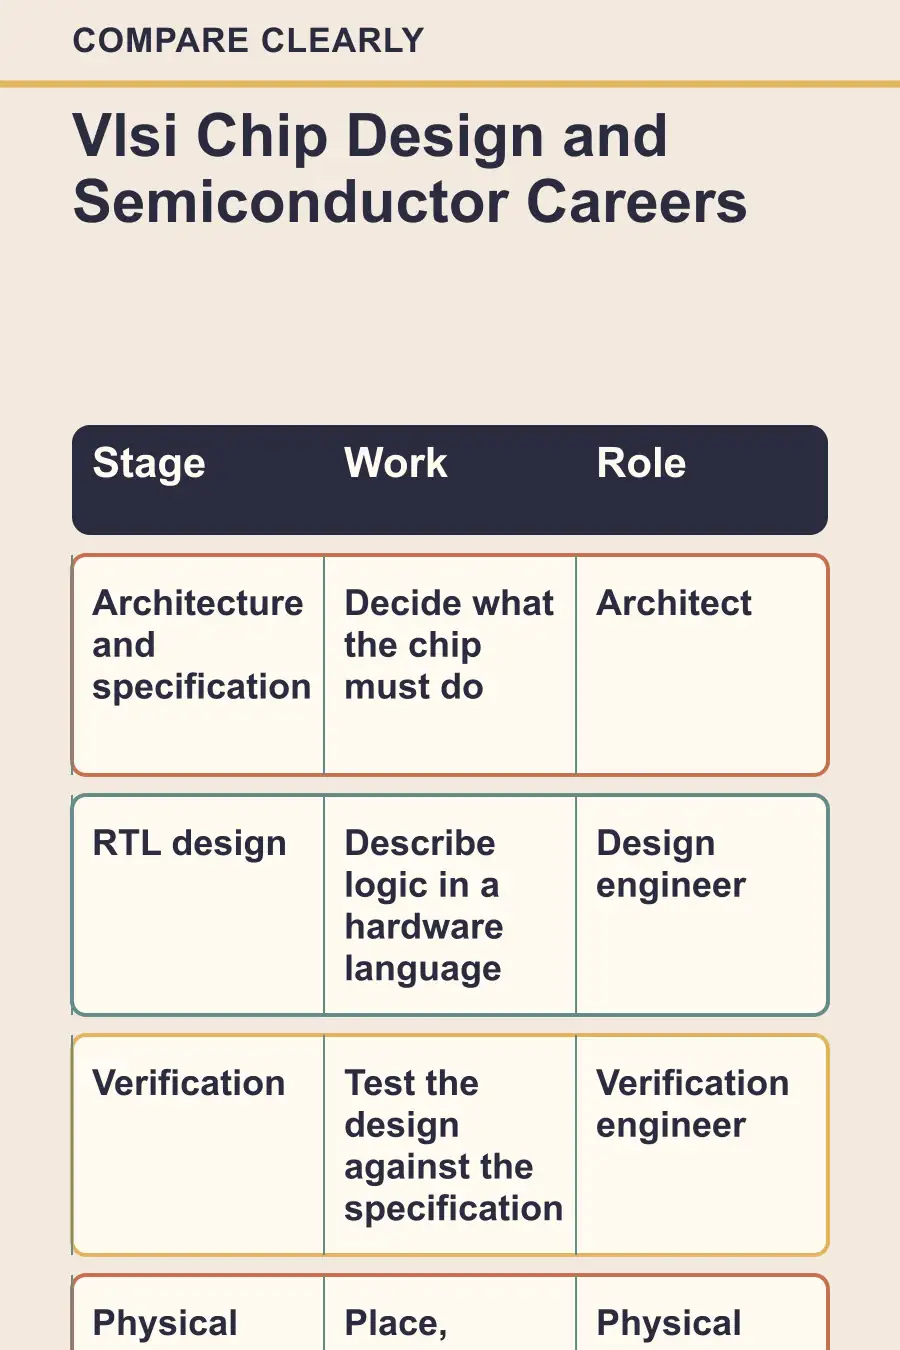 COMPARE CLEARLY
Vlsi Chip Design and
Semiconductor Careers
Stage Work Role
Architecture
and
specification
Decide what
the chip
must do
Architect
RTL design
Describe
logic in a
hardware
language
Design
engineer
Verification
Test the
design
against the
specification
Verification
engineer
Physical
Place,
Physical